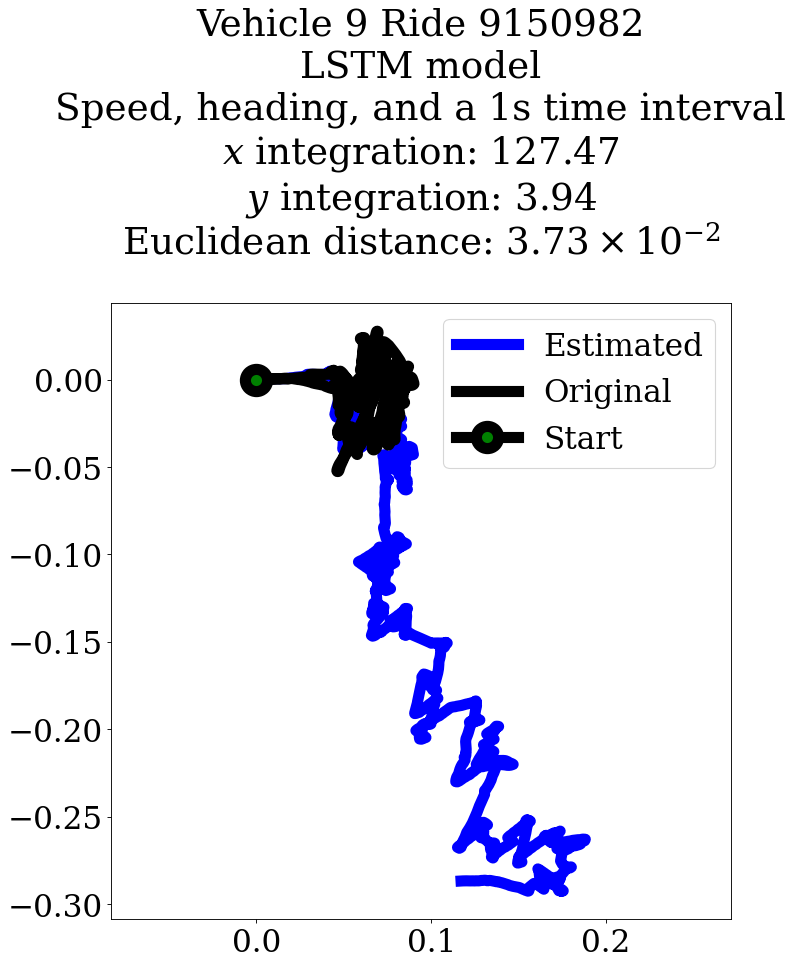 Vehicle 9 Ride 9150982
LSTM model
Speed, heading, and a 1s time interval
x integration: 127.47
y integration: 3.94
Euclidean distance: 3.73 × 10⁻²
Estimated
Original
Start
0.00
−0.05
−0.10
−0.15
−0.20
−0.25
−0.30
0.0 0.1 0.2